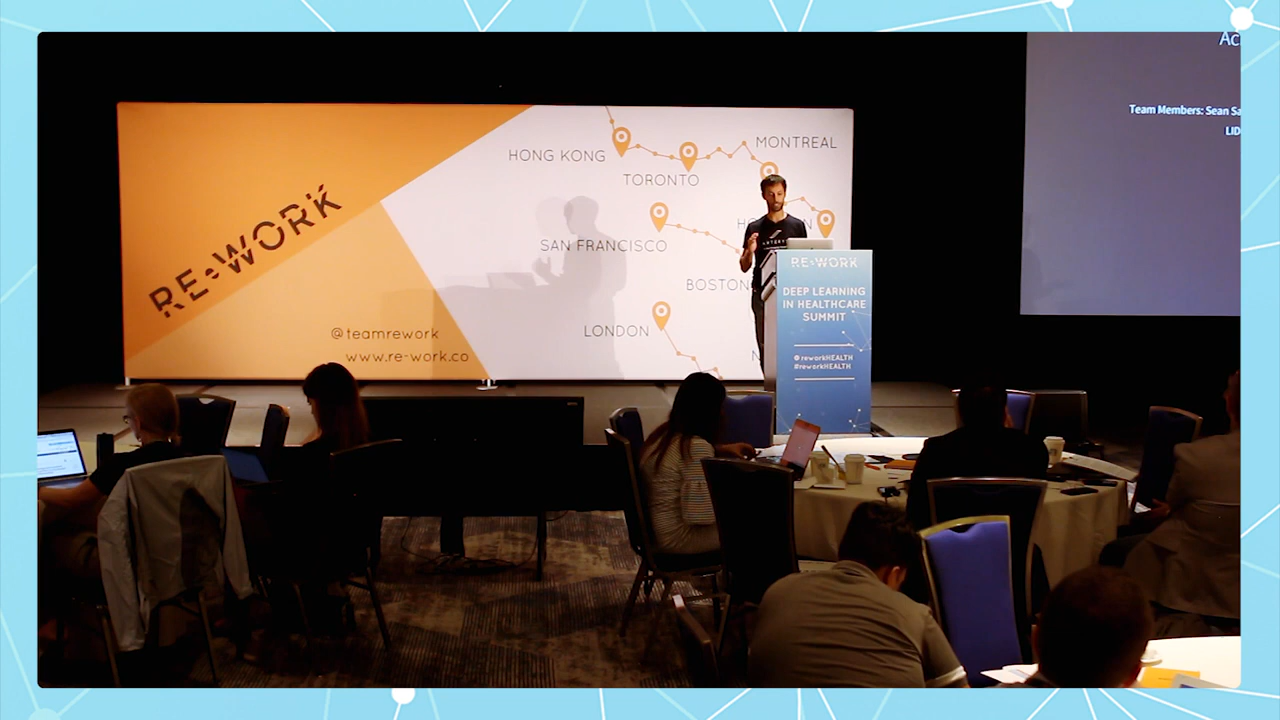 RE•WORK
@teamrework
www.re-work.co
HONG KONG
TORONTO
MONTREAL
SAN FRANCISCO
BOSTON
LONDON
RE•WORK
DEEP LEARNING
IN HEALTHCARE
SUMMIT
@reworkHEALTH
#reworkHEALTH
Team Members: Sean